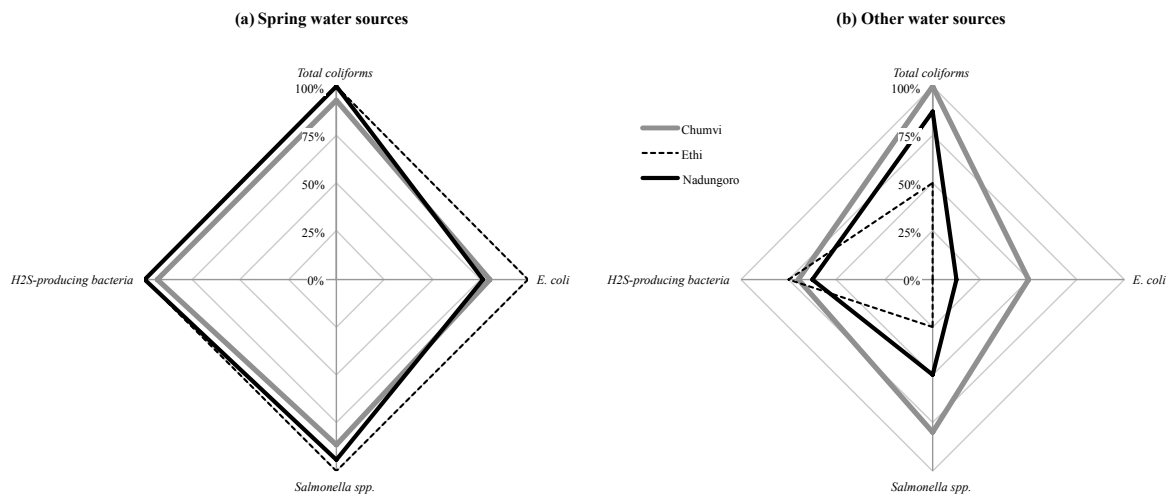 (a) Spring water sources
Total coliforms
100%
75%
50%
25%
0%
H2S-producing bacteria
E. coli
Salmonella spp.
Chumvi
Ethi
Nadungoro
(b) Other water sources
Total coliforms
100%
75%
50%
25%
0%
H2S-producing bacteria
E. coli
Salmonella spp.